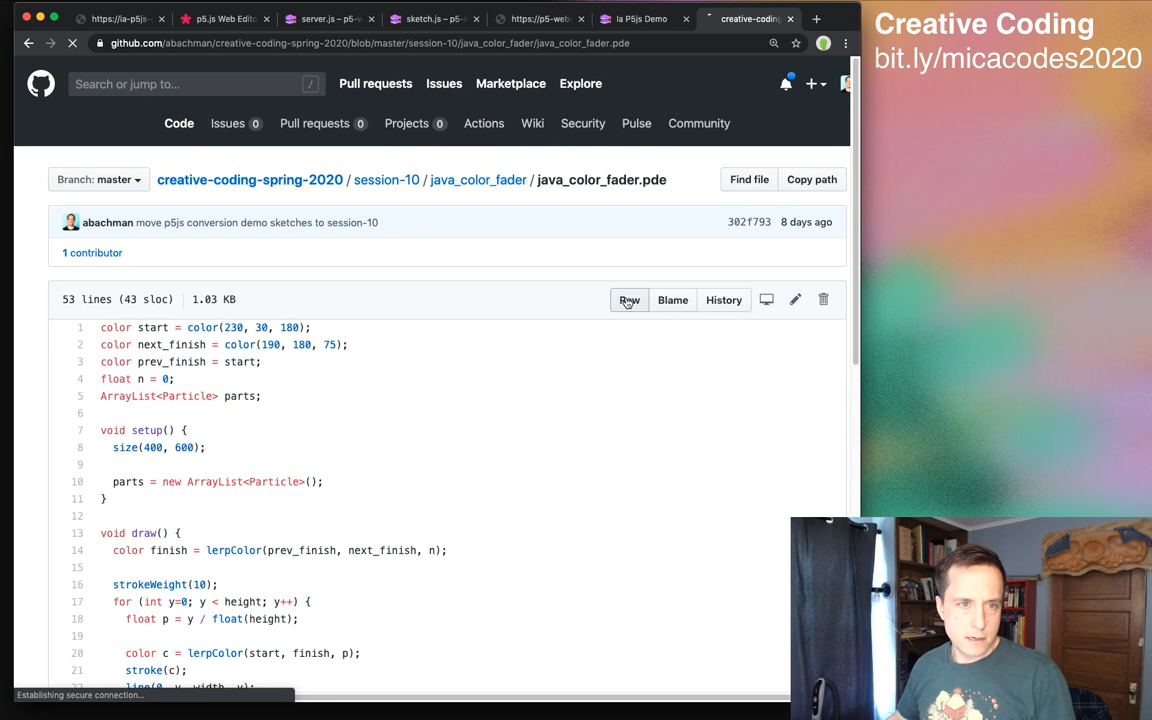 https://ia-p5js-
p5.js Web Edit
server.js – p5-w
sketch.js – p5-
https://p5-web
Ia P5js Demo
creative-coding
github.com/abachman/creative-coding-spring-2020/blob/master/session-10/java_color_fader/java_color_fader.pde
Creative Coding
bit.ly/micacodes2020
Search or jump to...
/
Pull requests
Issues
Marketplace
Explore
Code
Issues 0
Pull requests 0
Projects 0
Actions
Wiki
Security
Pulse
Community
Branch: master
creative-coding-spring-2020 / session-10 / java_color_fader / java_color_fader.pde
Find file
Copy path
abachman move p5js conversion demo sketches to session-10
302f793 8 days ago
1 contributor
53 lines (43 sloc) 1.03 KB
Raw
Blame
History
1 color start = color(230, 30, 180);
2 color next_finish = color(190, 180, 75);
3 color prev_finish = start;
4 float n = 0;
5 ArrayList<Particle> parts;
6
7 void setup() {
8 size(400, 600);
9
10 parts = new ArrayList<Particle>();
11 }
12
13 void draw() {
14 color finish = lerpColor(prev_finish, next_finish, n);
15
16 strokeWeight(10);
17 for (int y=0; y < height; y++) {
18 float p = y / float(height);
19
20 color c = lerpColor(start, finish, p);
21 stroke(c);
22 line(0, y, width, y);
Establishing secure connection...